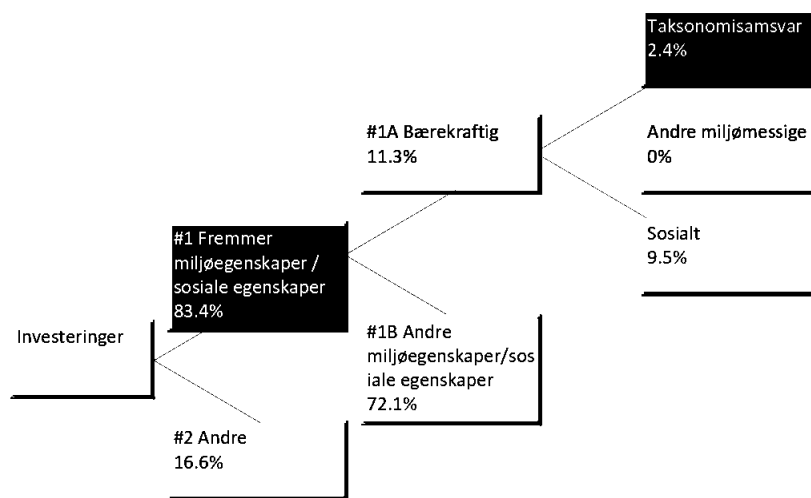 Taksonomisamsvar
2.4%
#1A Bærekraftig
11.3%
Andre miljømessige
0%
#1 Fremmer
miljøegenskaper /
sosiale egenskaper
83.4%
Sosialt
9.5%
Investeringer
#1B Andre
miljøegenskaper/sos
iale egenskaper
72.1%
#2 Andre
16.6%